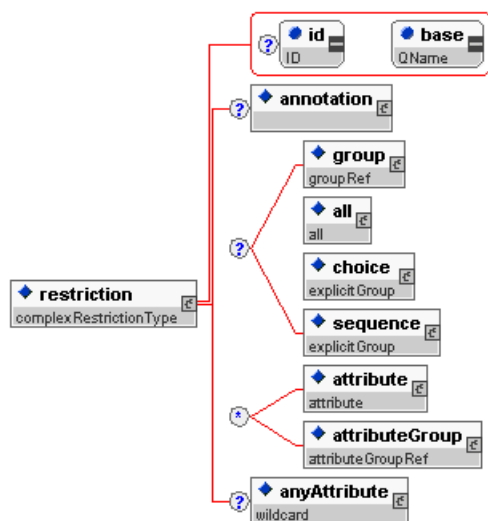 ? id base
ID QName
? annotation
group
groupRef
all
all
?
choice
explicitGroup
restriction
complexRestrictionType
sequence
explicitGroup
attribute
attribute
*
attributeGroup
attributeGroupRef
? anyAttribute
wildcard